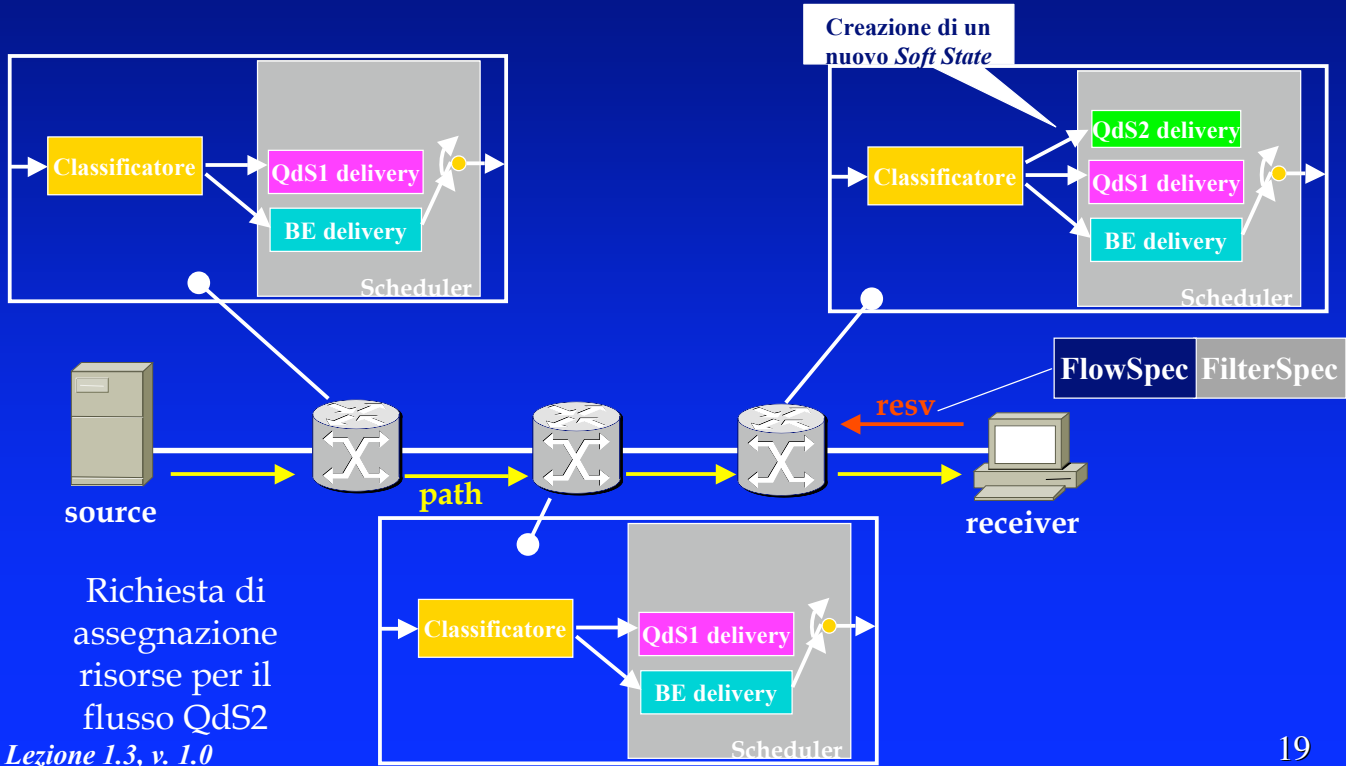 Creazione di un
nuovo Soft State
Classificatore
QdS1 delivery
BE delivery
Scheduler
Classificatore
QdS2 delivery
QdS1 delivery
BE delivery
Scheduler
FlowSpec
FilterSpec
resv
path
source
receiver
Richiesta di
assegnazione
risorse per il
flusso QdS2
Classificatore
QdS1 delivery
BE delivery
Scheduler
Lezione 1.3, v. 1.0
19